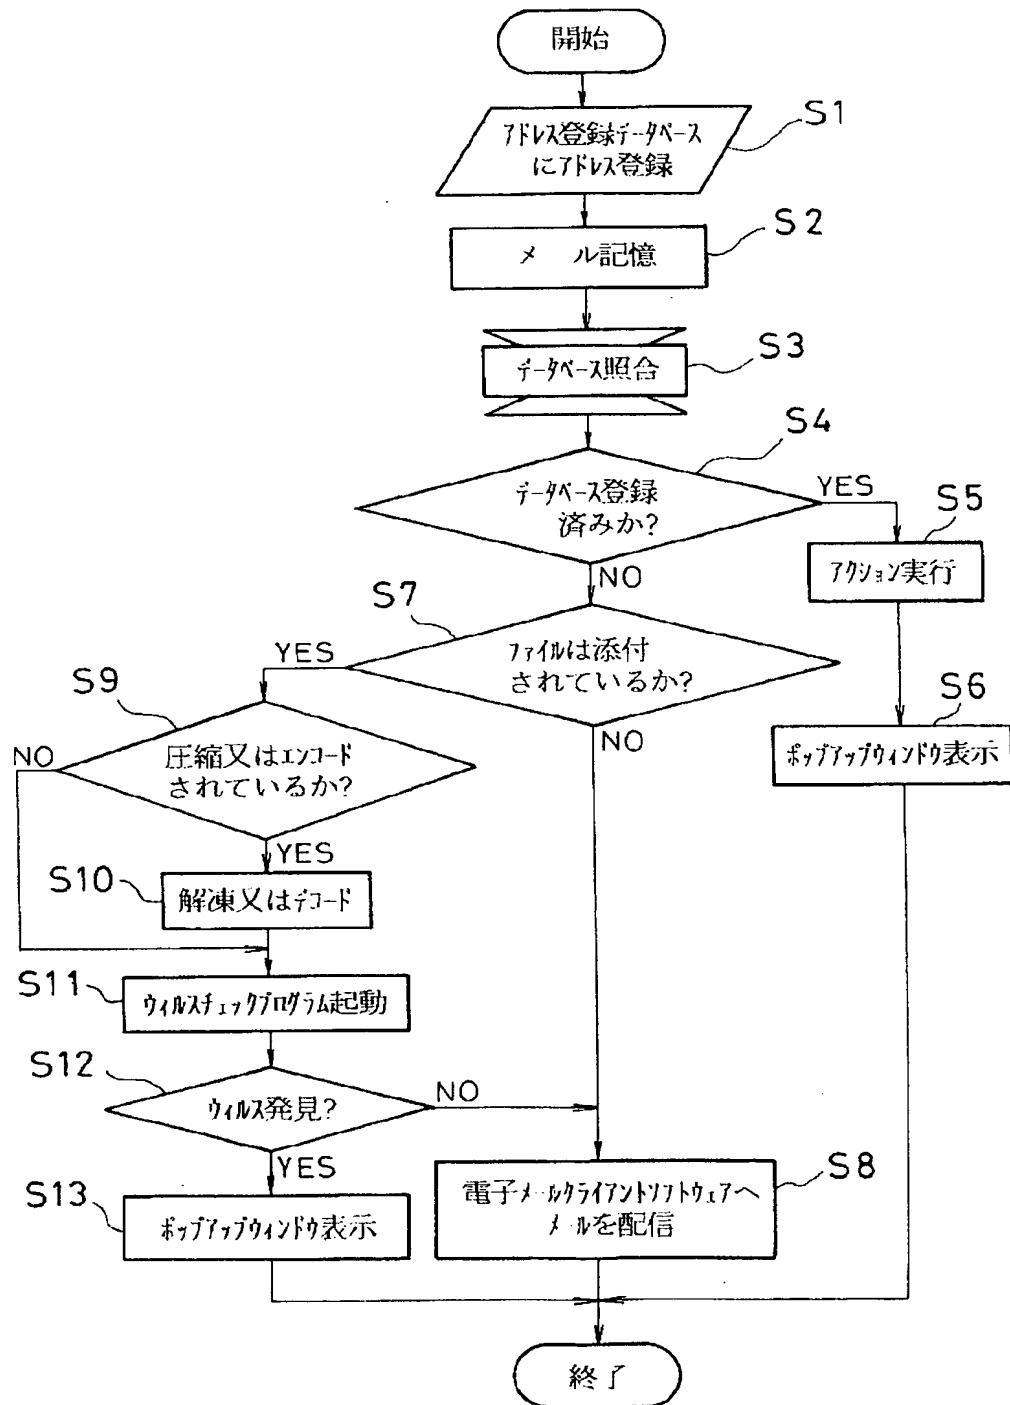 開始
S1
ｱﾄﾞﾚｽ登録ﾃﾞｰﾀﾍﾞｰｽ
にｱﾄﾞﾚｽ登録
S2
メール記憶
S3
ﾃﾞｰﾀﾍﾞｰｽ照合
S4
ﾃﾞｰﾀﾍﾞｰｽ登録
済みか?
YES
S5
ｱｸｼｮﾝ実行
NO
S7
ﾌｧｲﾙは添付
されているか?
YES
S6
ﾎﾟｯﾌﾟｱｯﾌﾟｳｨﾝﾄﾞｳ表示
NO
S9
圧縮又はｴﾝｺｰﾄﾞ
されているか?
NO
YES
S10
解凍又はﾃﾞｺｰﾄﾞ
S11
ｳｨﾙｽﾁｪｯｸﾌﾟﾛｸﾞﾗﾑ起動
S12
ｳｨﾙｽ発見?
NO
YES
S13
ﾎﾟｯﾌﾟｱｯﾌﾟｳｨﾝﾄﾞｳ表示
S8
電子ﾒｰﾙｸﾗｲｱﾝﾄｿﾌﾄｳｪｱへ
ﾒｰﾙを配信
終了